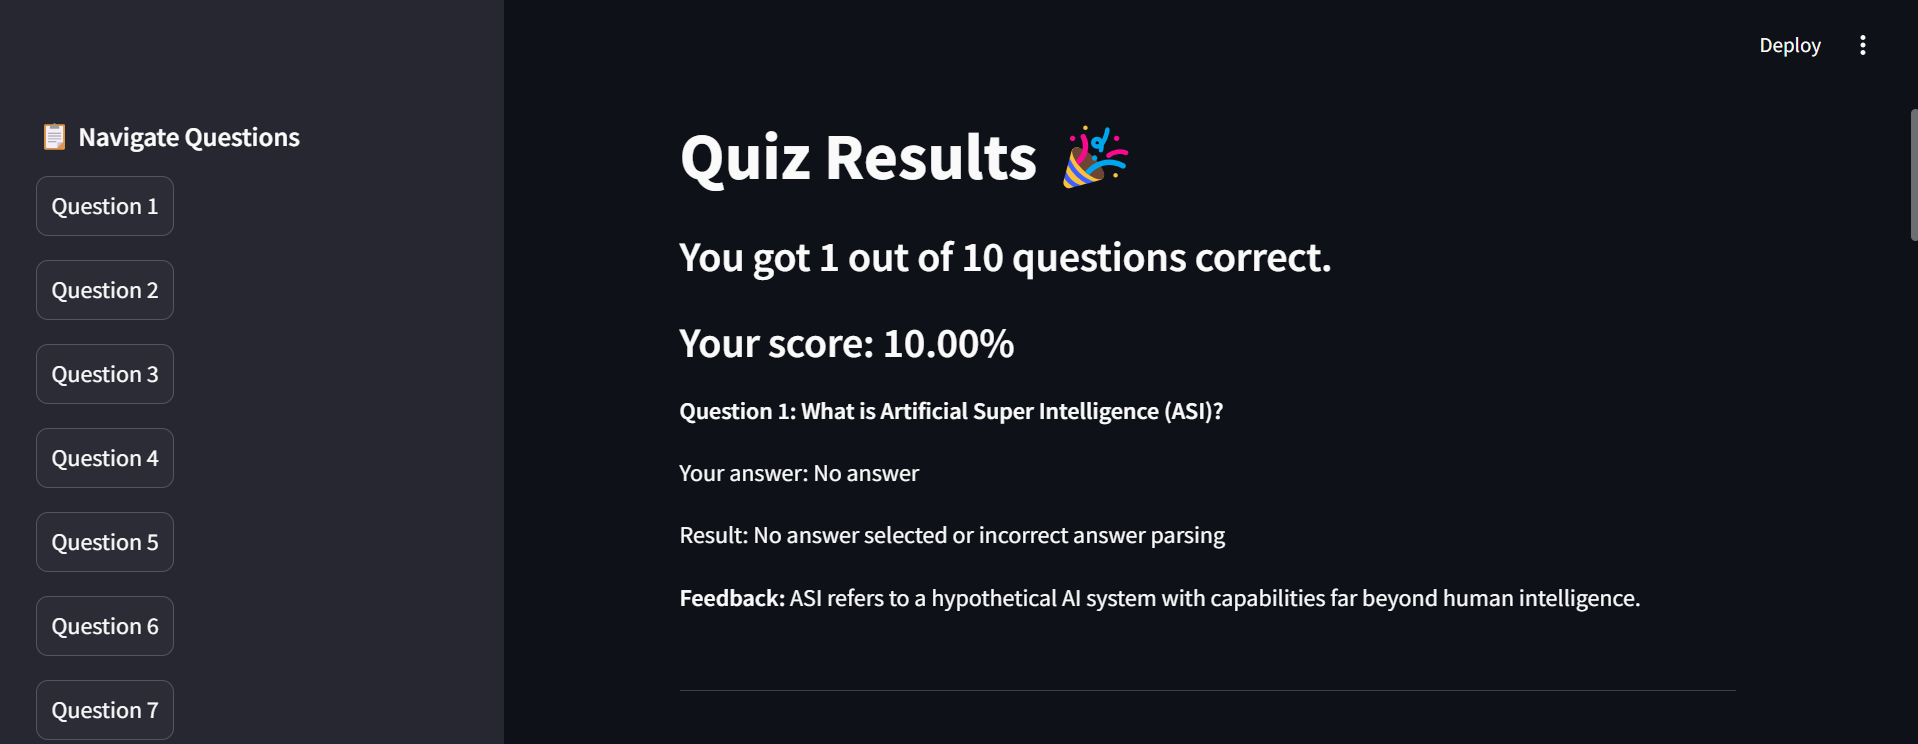 Deploy
Navigate Questions
Question 1
Question 2
Question 3
Question 4
Question 5
Question 6
Question 7
Quiz Results
You got 1 out of 10 questions correct.
Your score: 10.00%
Question 1: What is Artificial Super Intelligence (ASI)?
Your answer: No answer
Result: No answer selected or incorrect answer parsing
Feedback: ASI refers to a hypothetical AI system with capabilities far beyond human intelligence.